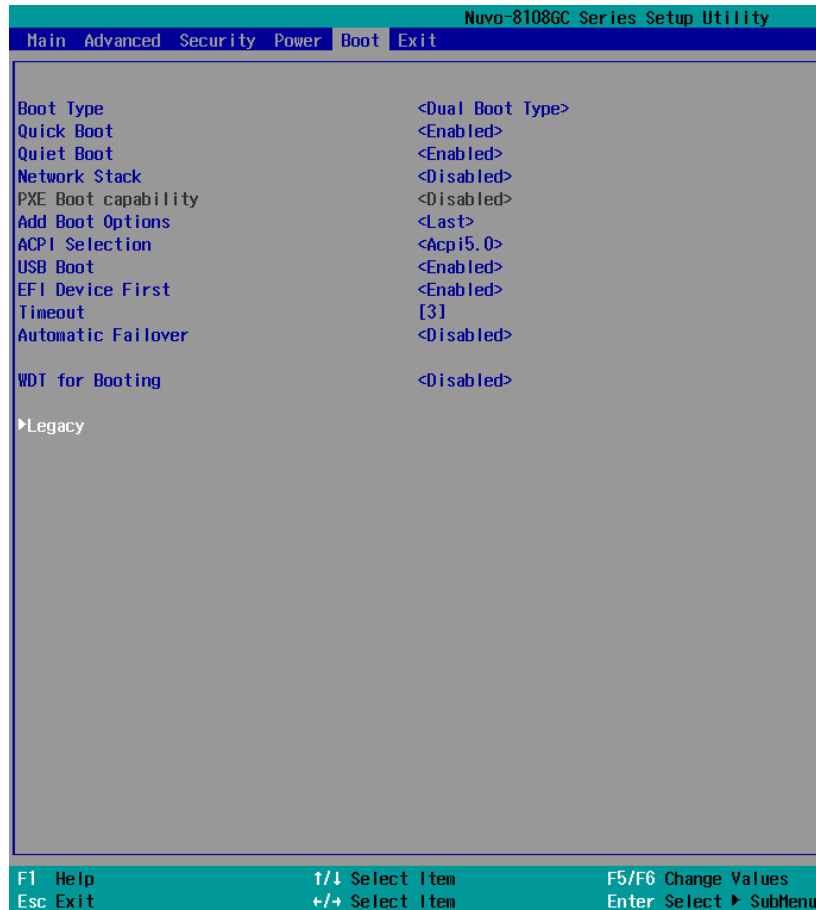 Nuvo-8108GC Series Setup Utility
Main Advanced Security Power Boot Exit
Boot Type <Dual Boot Type>
Quick Boot <Enabled>
Quiet Boot <Enabled>
Network Stack <Disabled>
PXE Boot capability <Disabled>
Add Boot Options <Last>
ACPI Selection <Acpi5.0>
USB Boot <Enabled>
EFI Device First <Enabled>
Timeout [3]
Automatic Failover <Disabled>
WDT for Booting <Disabled>
▶Legacy
F1 Help ↑/↓ Select Item F5/F6 Change Values
Esc Exit ←/→ Select Item Enter Select ▶ SubMenu